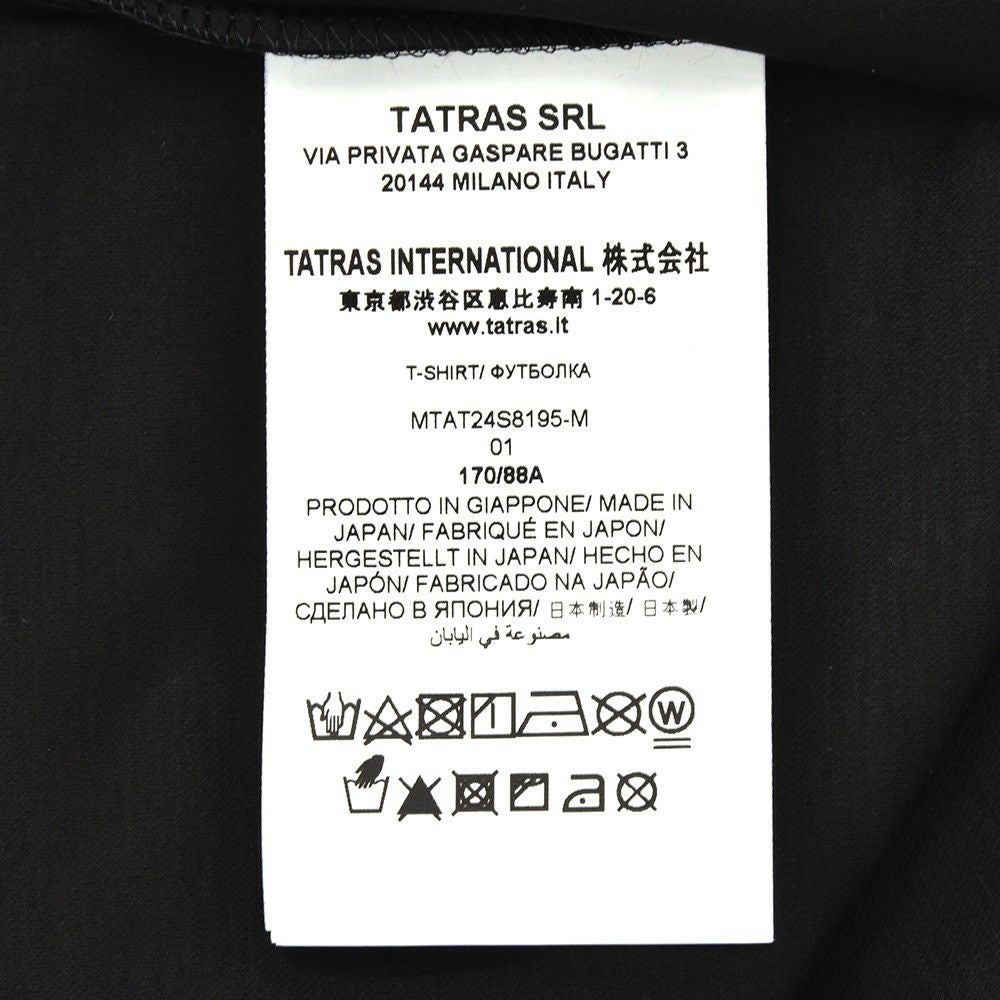 TATRAS SRL
VIA PRIVATA GASPARE BUGATTI 3
20144 MILANO ITALY
TATRAS INTERNATIONAL 株式会社
東京都渋谷区恵比寿南 1-20-6
www.tatras.it
T-SHIRT/ ФУТБОЛКА
MTAT24S8195-M
01
170/88A
PRODOTTO IN GIAPPONE/ MADE IN
JAPAN/ FABRIQUÉ EN JAPON/
HERGESTELLT IN JAPAN/ HECHO EN
JAPÓN/ FABRICADO NA JAPÃO/
СДЕЛАНО В ЯПОНИЯ/ 日本制造/ 日本製/
مصنوعة في اليابان
W